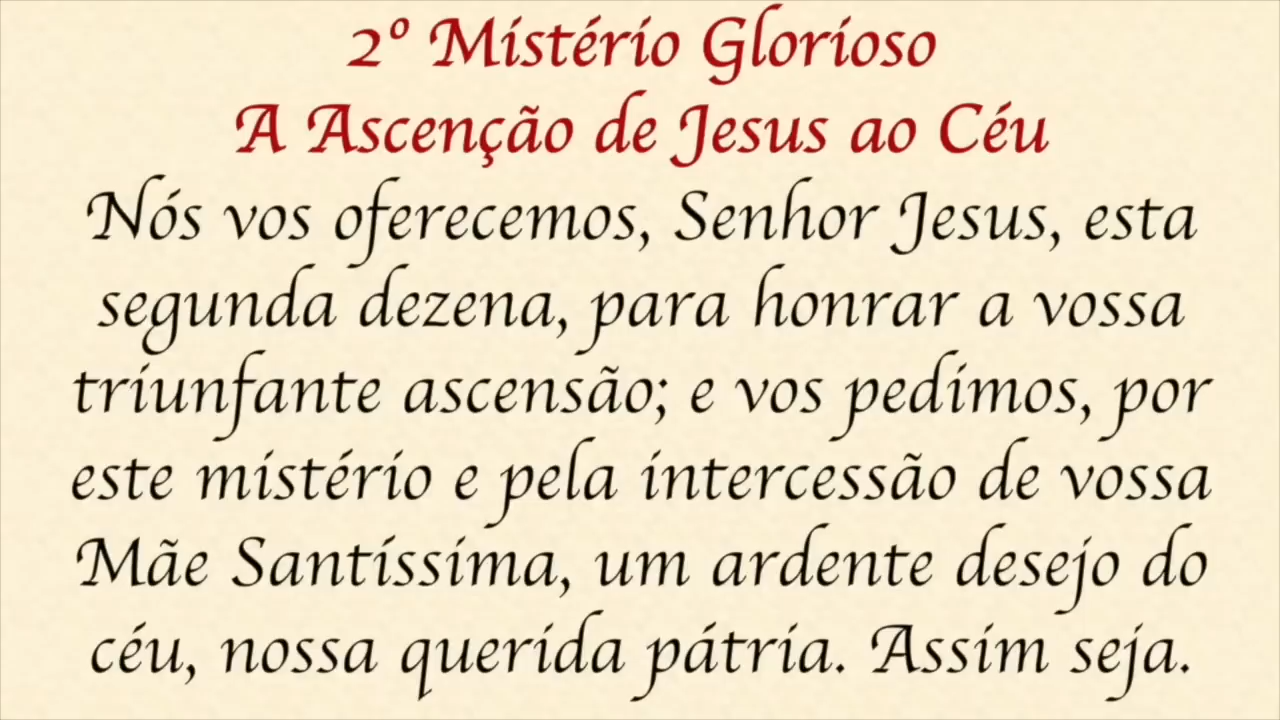 2º Mistério Glorioso
A Ascenção de Jesus ao Céu
Nós vos oferecemos, Senhor Jesus, esta
segunda dezena, para honrar a vossa
triunfante ascensão; e vos pedimos, por
este mistério e pela intercessão de vossa
Mãe Santíssima, um ardente desejo do
céu, nossa querida pátria. Assim seja.